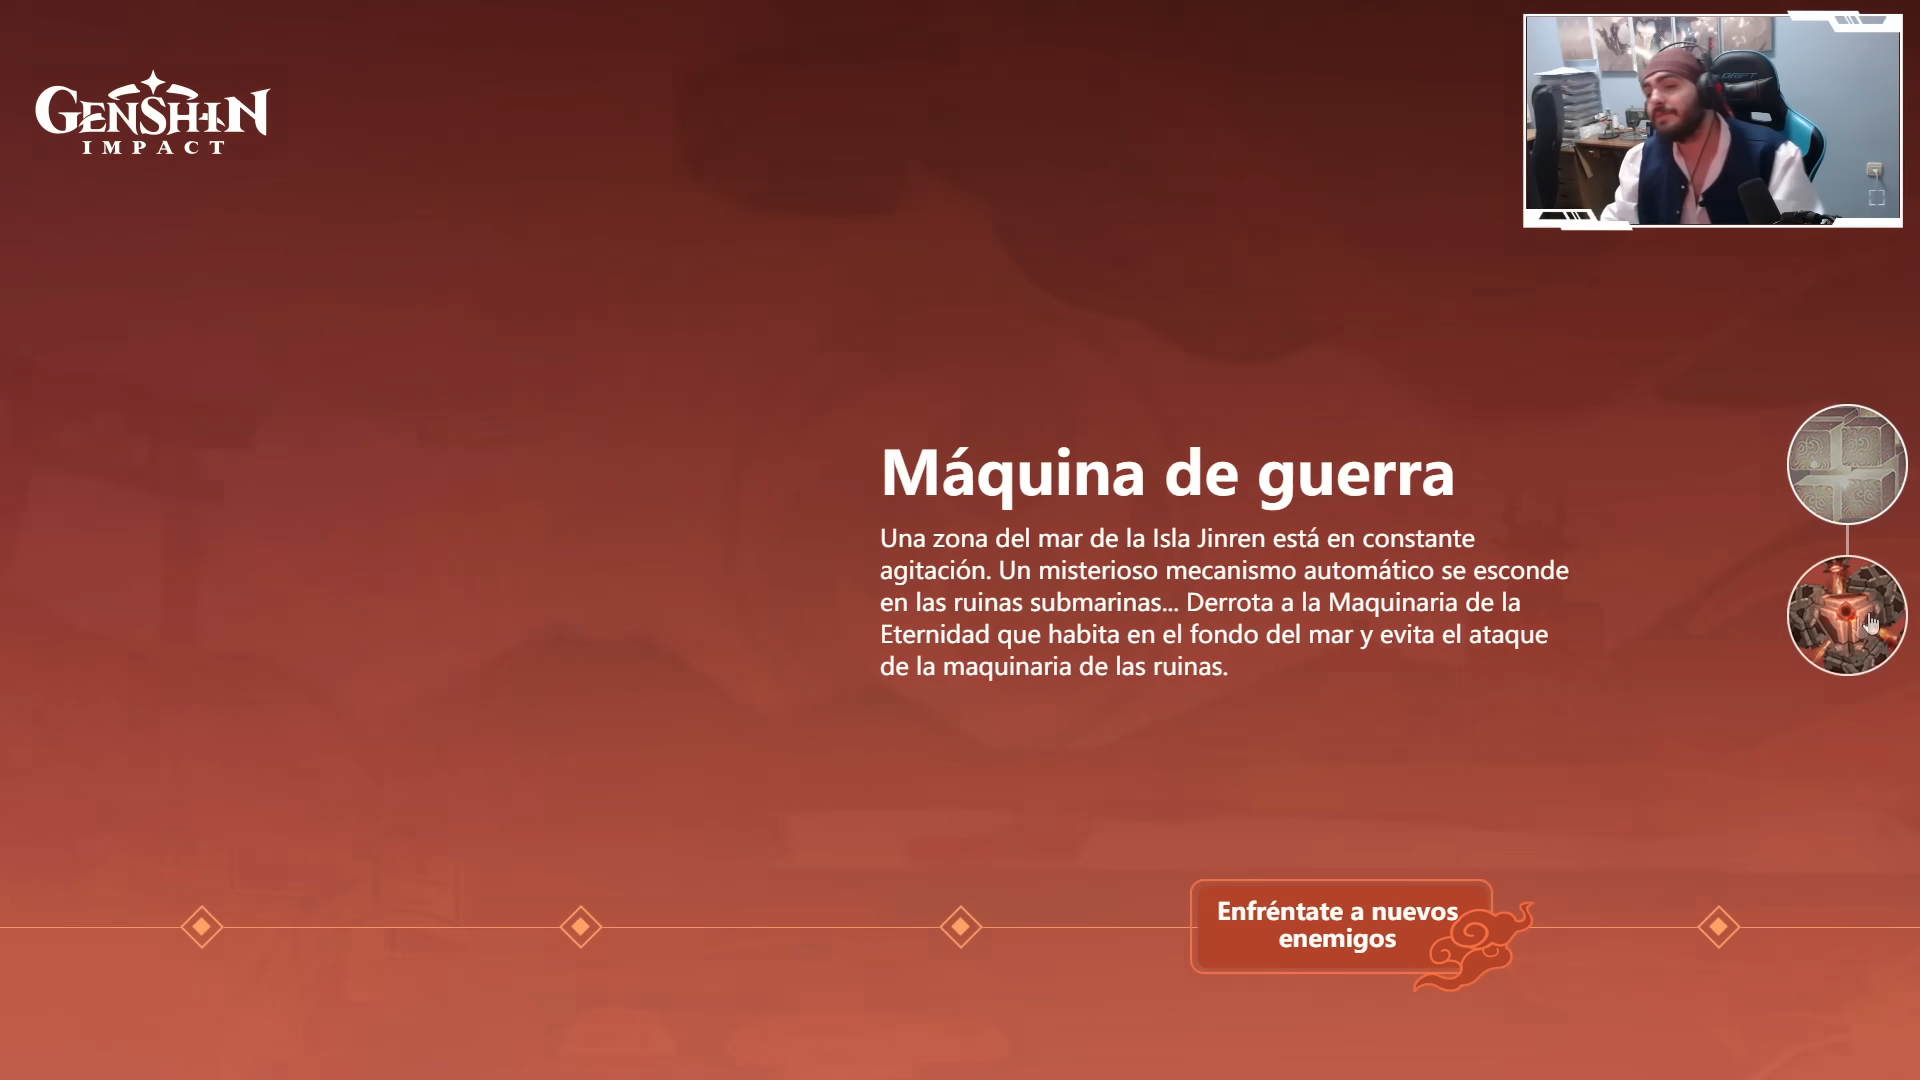 GENSHIN
IMPACT
DRIFT
Máquina de guerra
Una zona del mar de la Isla Jinren está en constante
agitación. Un misterioso mecanismo automático se esconde
en las ruinas submarinas... Derrota a la Maquinaria de la
Eternidad que habita en el fondo del mar y evita el ataque
de la maquinaria de las ruinas.
Enfréntate a nuevos
enemigos